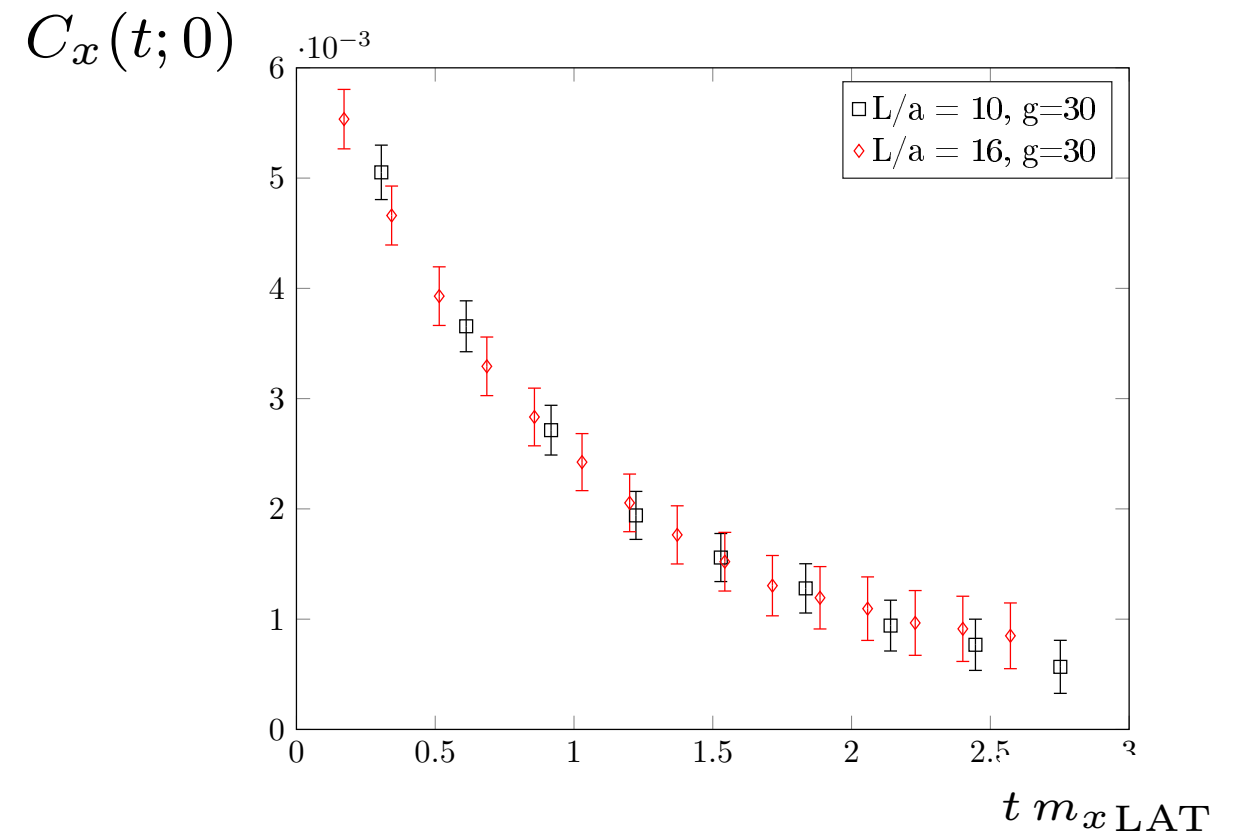 C_x(t; 0)
·10^−3
6
5
4
3
2
1
0
L/a = 10, g=30
L/a = 16, g=30
0 0.5 1 1.5 2 2.5 3
t m_x LAT